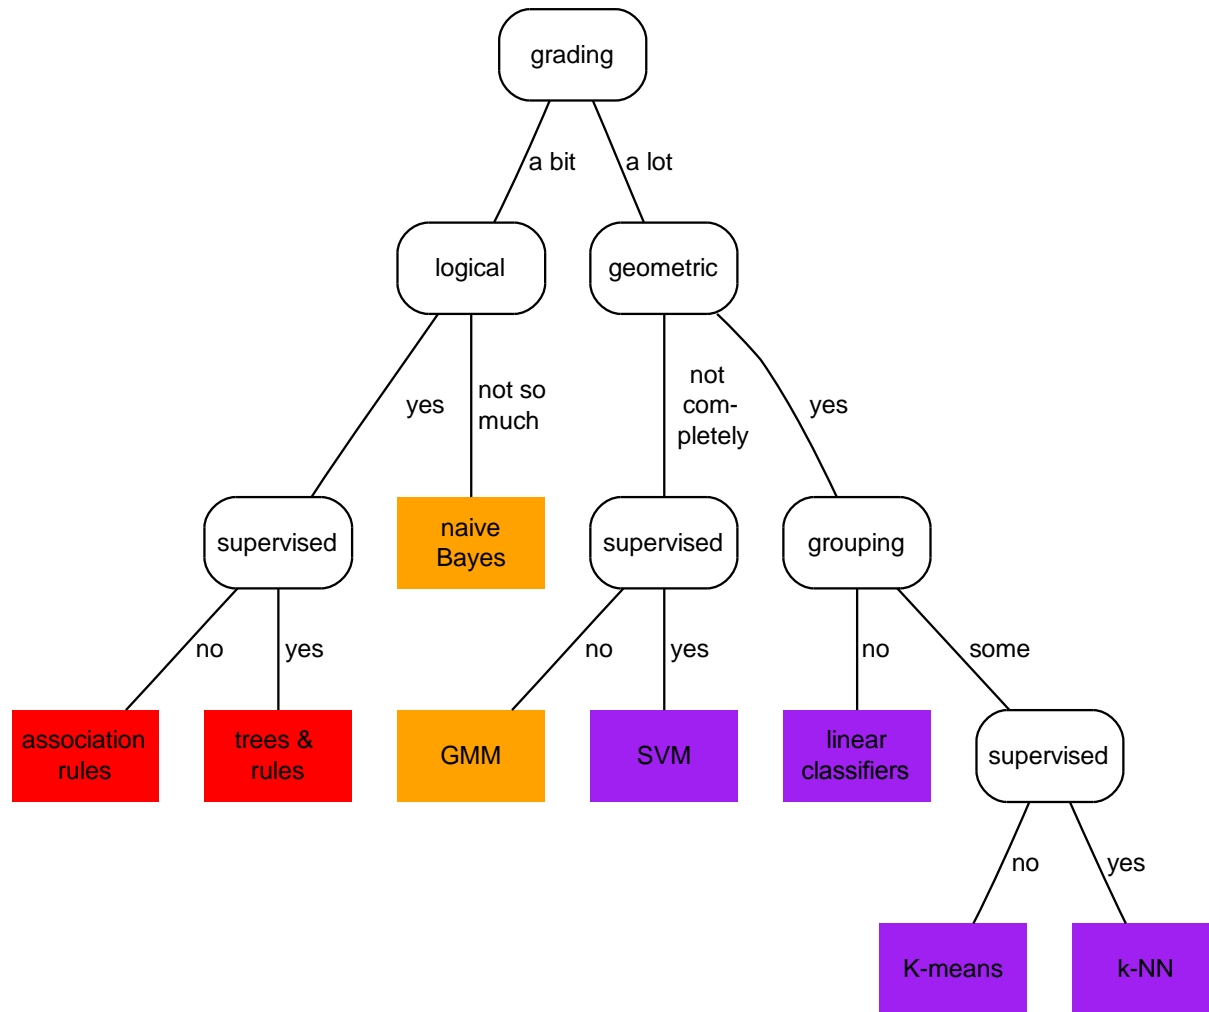 grading
a bit
a lot
logical
geometric
yes
not so
much
not
com-
pletely
yes
supervised
naive
Bayes
supervised
grouping
no
yes
no
yes
no
some
association
rules
trees &
rules
GMM
SVM
linear
classifiers
supervised
no
yes
K-means
k-NN